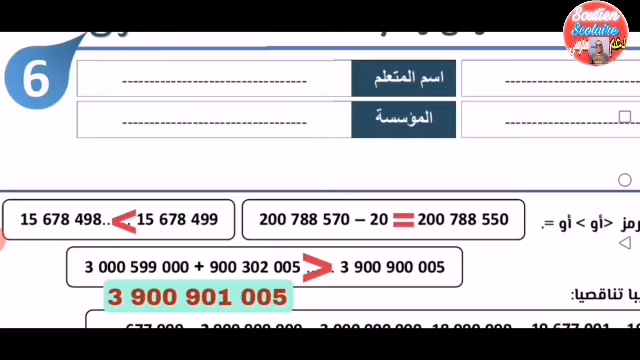 Soutien
Scolaire
6
اسم المتعلم
المؤسسة
رمز >أو < أو =.
200 788 570 – 20 = 200 788 550
15 678 498.. < . 15 678 499
3 000 599 000 + 900 302 005 .. > . 3 900 900 005
3 900 901 005
تناقصيا: